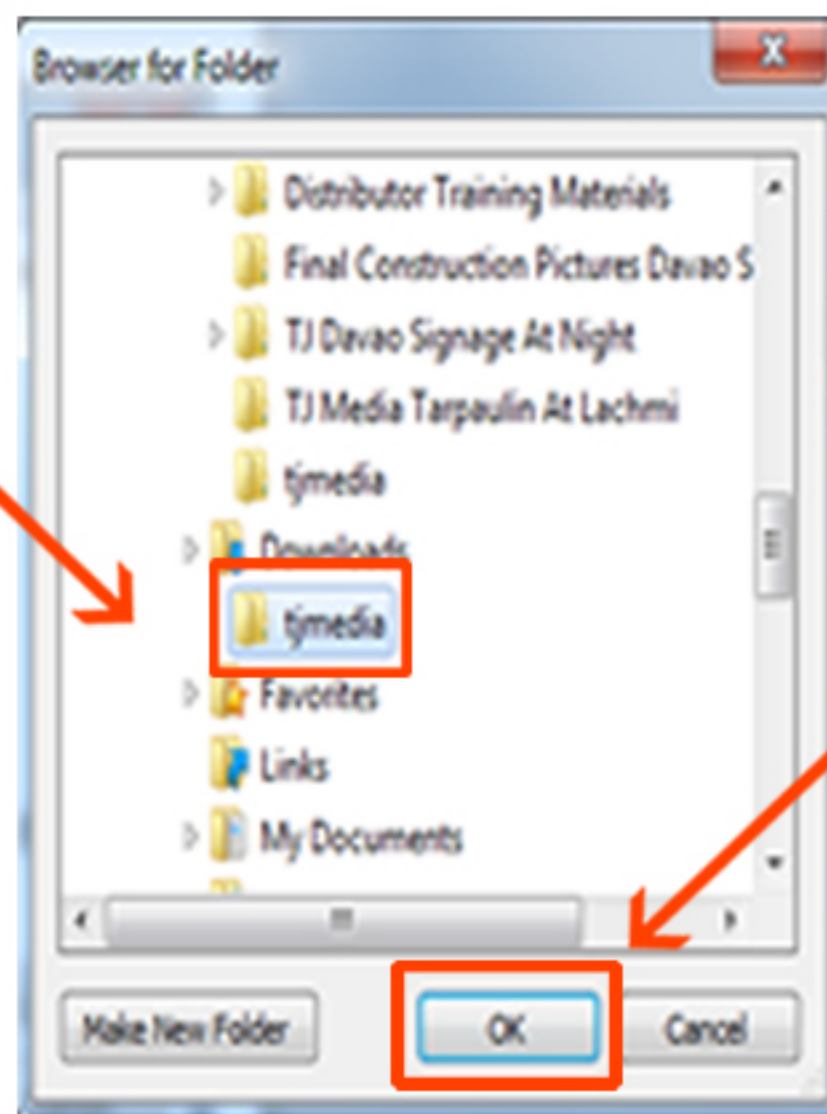 Browser for Folder
Distributor Training Materials
Final Construction Pictures Davao S
TJ Davao Signage At Night
TJ Media Tarpaulin At Lachmi
tjmedia
Downloads
tjmedia
Favorites
Links
My Documents
Make New Folder
OK
Cancel